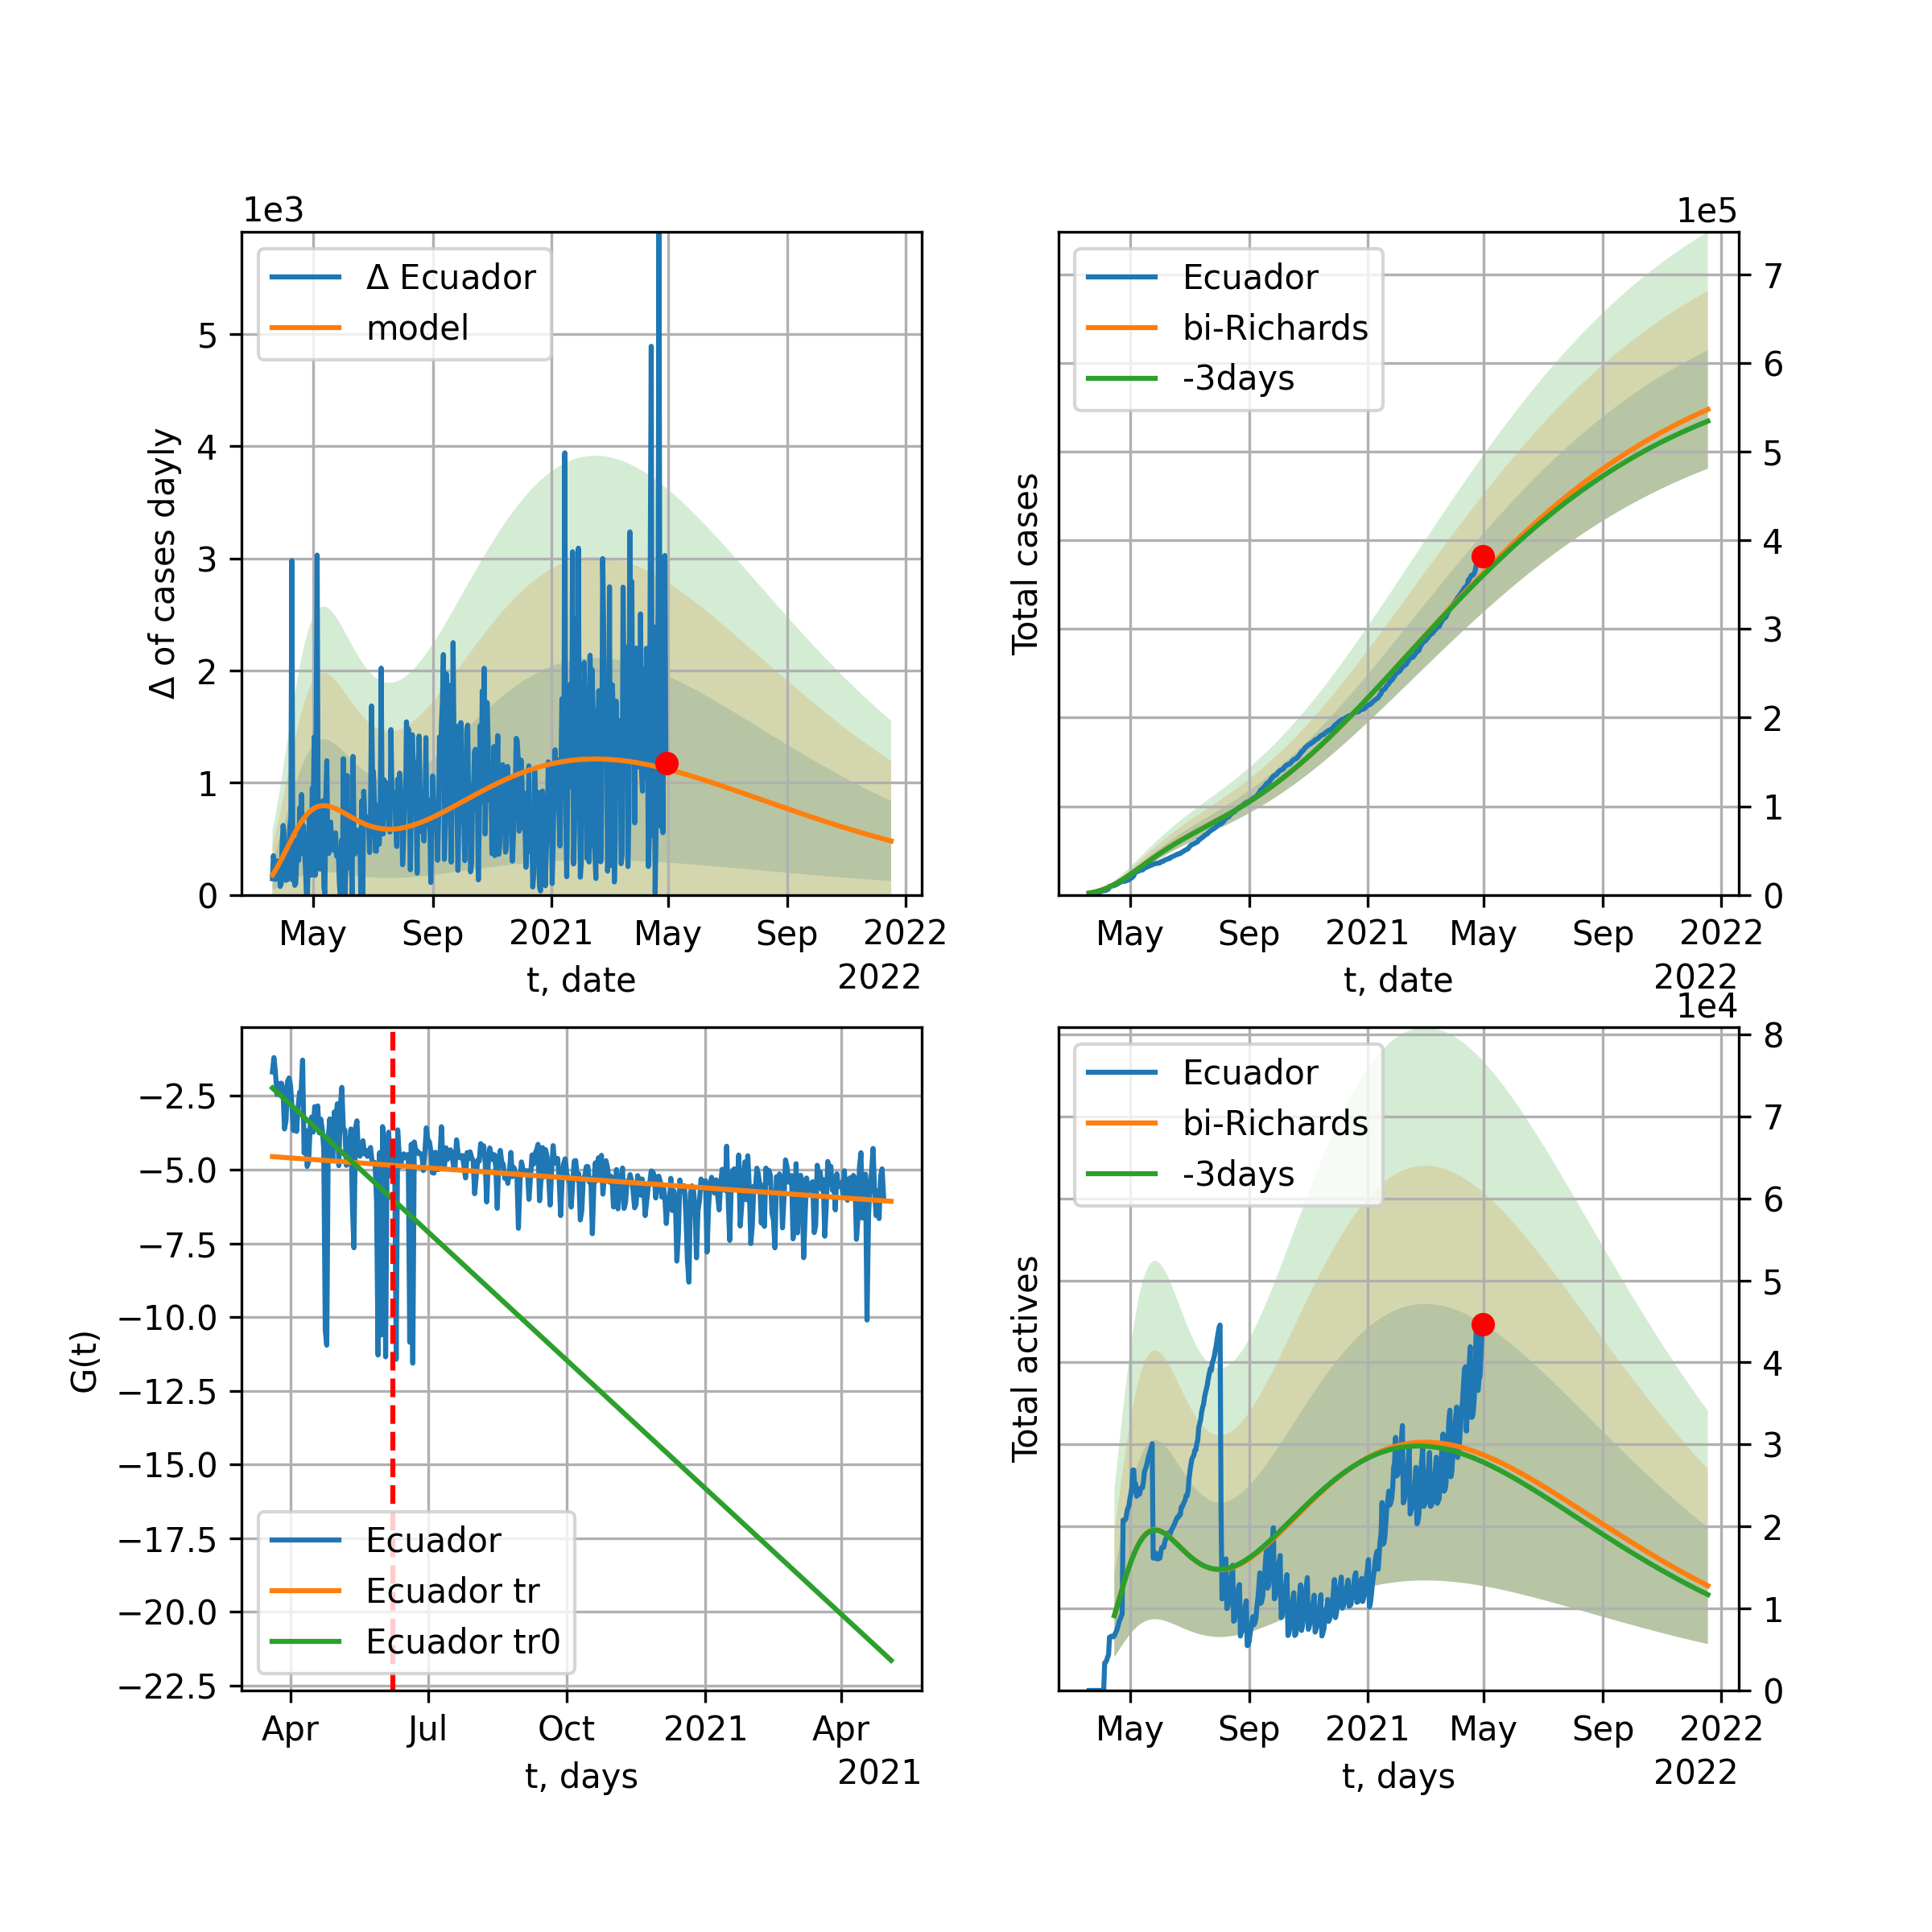 1e3
Δ Ecuador
model
5
4
3
2
1
0
Δ of cases dayly
May Sep 2021 May Sep 2022
t, date
2022
1e5
Ecuador
bi-Richards
-3days
7
6
5
4
3
2
1
0
Total cases
May Sep 2021 May Sep 2022
t, date
2022
−2.5
−5.0
−7.5
−10.0
−12.5
−15.0
−17.5
−20.0
−22.5
G(t)
Ecuador
Ecuador tr
Ecuador tr0
Apr Jul Oct 2021 Apr
t, days
2021
1e4
Ecuador
bi-Richards
-3days
8
7
6
5
4
3
2
1
0
Total actives
May Sep 2021 May Sep 2022
t, days
2022